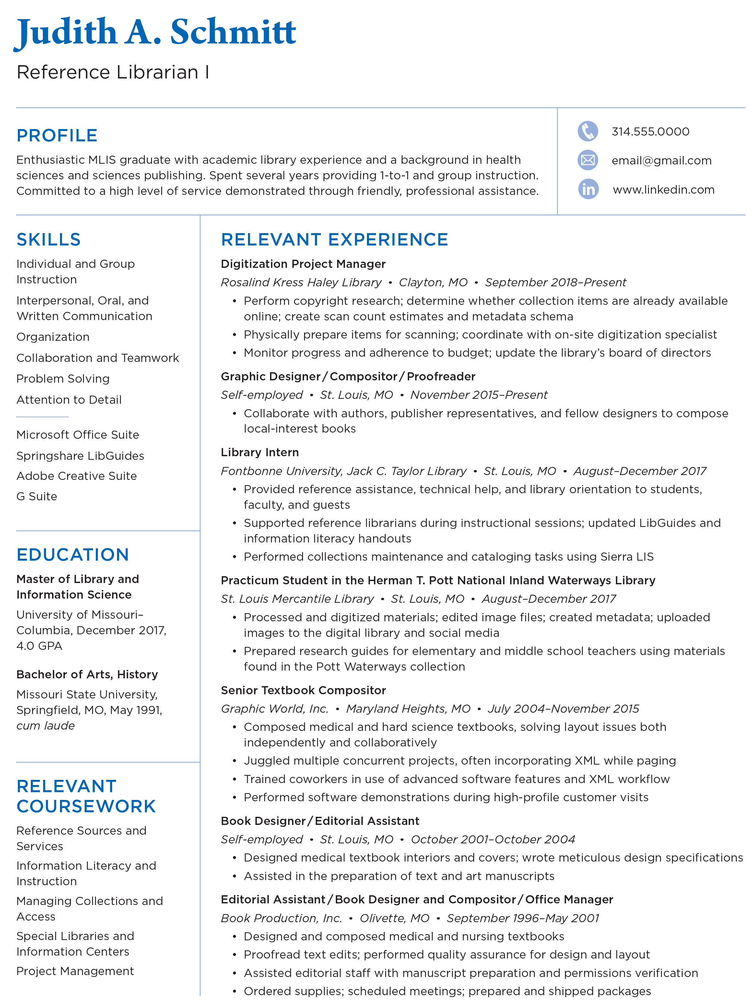 Judith A. Schmitt
Reference Librarian I
PROFILE
Enthusiastic MLIS graduate with academic library experience and a background in health
sciences and sciences publishing. Spent several years providing 1-to-1 and group instruction.
Committed to a high level of service demonstrated through friendly, professional assistance.
314.555.0000
email@gmail.com
in www.linkedin.com
SKILLS
Individual and Group
Instruction
Interpersonal, Oral, and
Written Communication
Organization
Collaboration and Teamwork
Problem Solving
Attention to Detail
Microsoft Office Suite
Springshare LibGuides
Adobe Creative Suite
G Suite
EDUCATION
Master of Library and
Information Science
University of Missouri–
Columbia, December 2017,
4.0 GPA
Bachelor of Arts, History
Missouri State University,
Springfield, MO, May 1991,
cum laude
RELEVANT
COURSEWORK
Reference Sources and
Services
Information Literacy and
Instruction
Managing Collections and
Access
Special Libraries and
Information Centers
Project Management
RELEVANT EXPERIENCE
Digitization Project Manager
Rosalind Kress Haley Library • Clayton, MO • September 2018–Present
• Perform copyright research; determine whether collection items are already available
online; create scan count estimates and metadata schema
• Physically prepare items for scanning; coordinate with on-site digitization specialist
• Monitor progress and adherence to budget; update the library’s board of directors
Graphic Designer/Compositor/Proofreader
Self-employed • St. Louis, MO • November 2015–Present
• Collaborate with authors, publisher representatives, and fellow designers to compose
local-interest books
Library Intern
Fontbonne University, Jack C. Taylor Library • St. Louis, MO • August–December 2017
• Provided reference assistance, technical help, and library orientation to students,
faculty, and guests
• Supported reference librarians during instructional sessions; updated LibGuides and
information literacy handouts
• Performed collections maintenance and cataloging tasks using Sierra LIS
Practicum Student in the Herman T. Pott National Inland Waterways Library
St. Louis Mercantile Library • St. Louis, MO • August–December 2017
• Processed and digitized materials; edited image files; created metadata; uploaded
images to the digital library and social media
• Prepared research guides for elementary and middle school teachers using materials
found in the Pott Waterways collection
Senior Textbook Compositor
Graphic World, Inc. • Maryland Heights, MO • July 2004–November 2015
• Composed medical and hard science textbooks, solving layout issues both
independently and collaboratively
• Juggled multiple concurrent projects, often incorporating XML while paging
• Trained coworkers in use of advanced software features and XML workflow
• Performed software demonstrations during high-profile customer visits
Book Designer/Editorial Assistant
Self-employed • St. Louis, MO • October 2001–October 2004
• Designed medical textbook interiors and covers; wrote meticulous design specifications
• Assisted in the preparation of text and art manuscripts
Editorial Assistant/Book Designer and Compositor/Office Manager
Book Production, Inc. • Olivette, MO • September 1996–May 2001
• Designed and composed medical and nursing textbooks
• Proofread text edits; performed quality assurance for design and layout
• Assisted editorial staff with manuscript preparation and permissions verification
• Ordered supplies; scheduled meetings; prepared and shipped packages